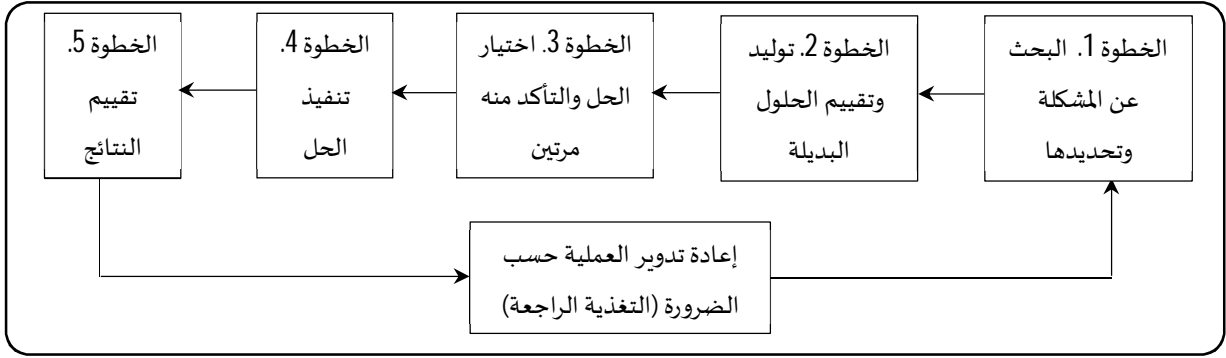 الخطوة 1. البحث
عن المشكلة
وتحديدها
الخطوة 2. توليد
وتقييم الحلول
البديلة
الخطوة 3. اختيار
الحل والتأكد منه
مرتين
الخطوة 4.
تنفيذ
الحل
الخطوة 5.
تقييم
النتائج
إعادة تدوير العملية حسب
الضرورة (التغذية الراجعة)